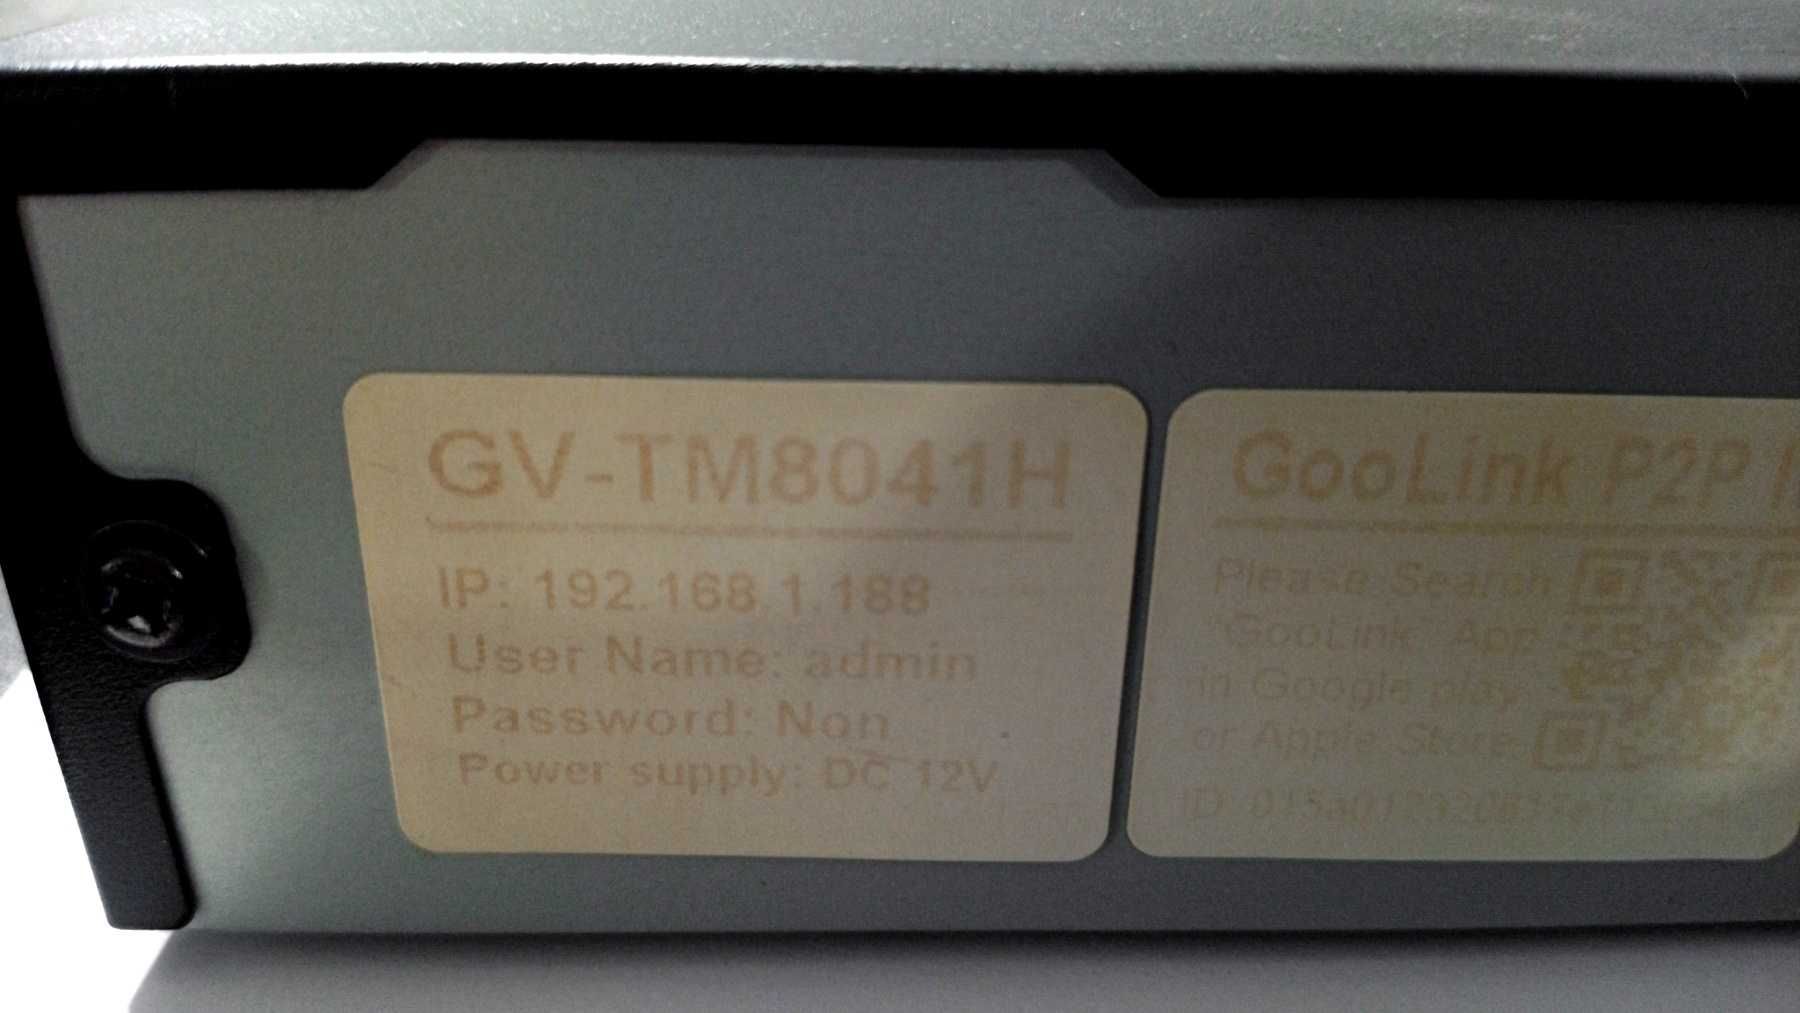 GV-TM8041H
IP: 192.168.1.188
User Name: admin
Password: Non
Power supply: DC 12V
GooLink P2P
Please Search
"GooLink" App
in Google play
or Apple Store
ID: